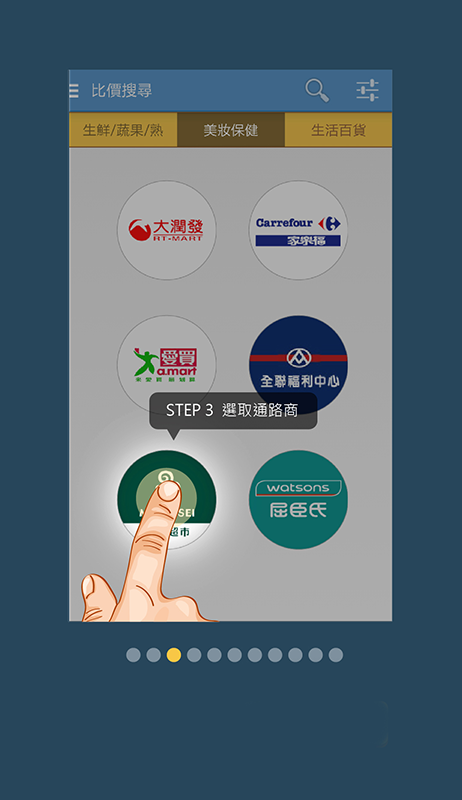 比價搜尋
生鮮/蔬果/熟
美妝保健
生活百貨
大潤發
RT-MART
Carrefour
家樂福
愛買
a.mart
全聯福利中心
STEP 3 選取通路商
watsons
屈臣氏
超市